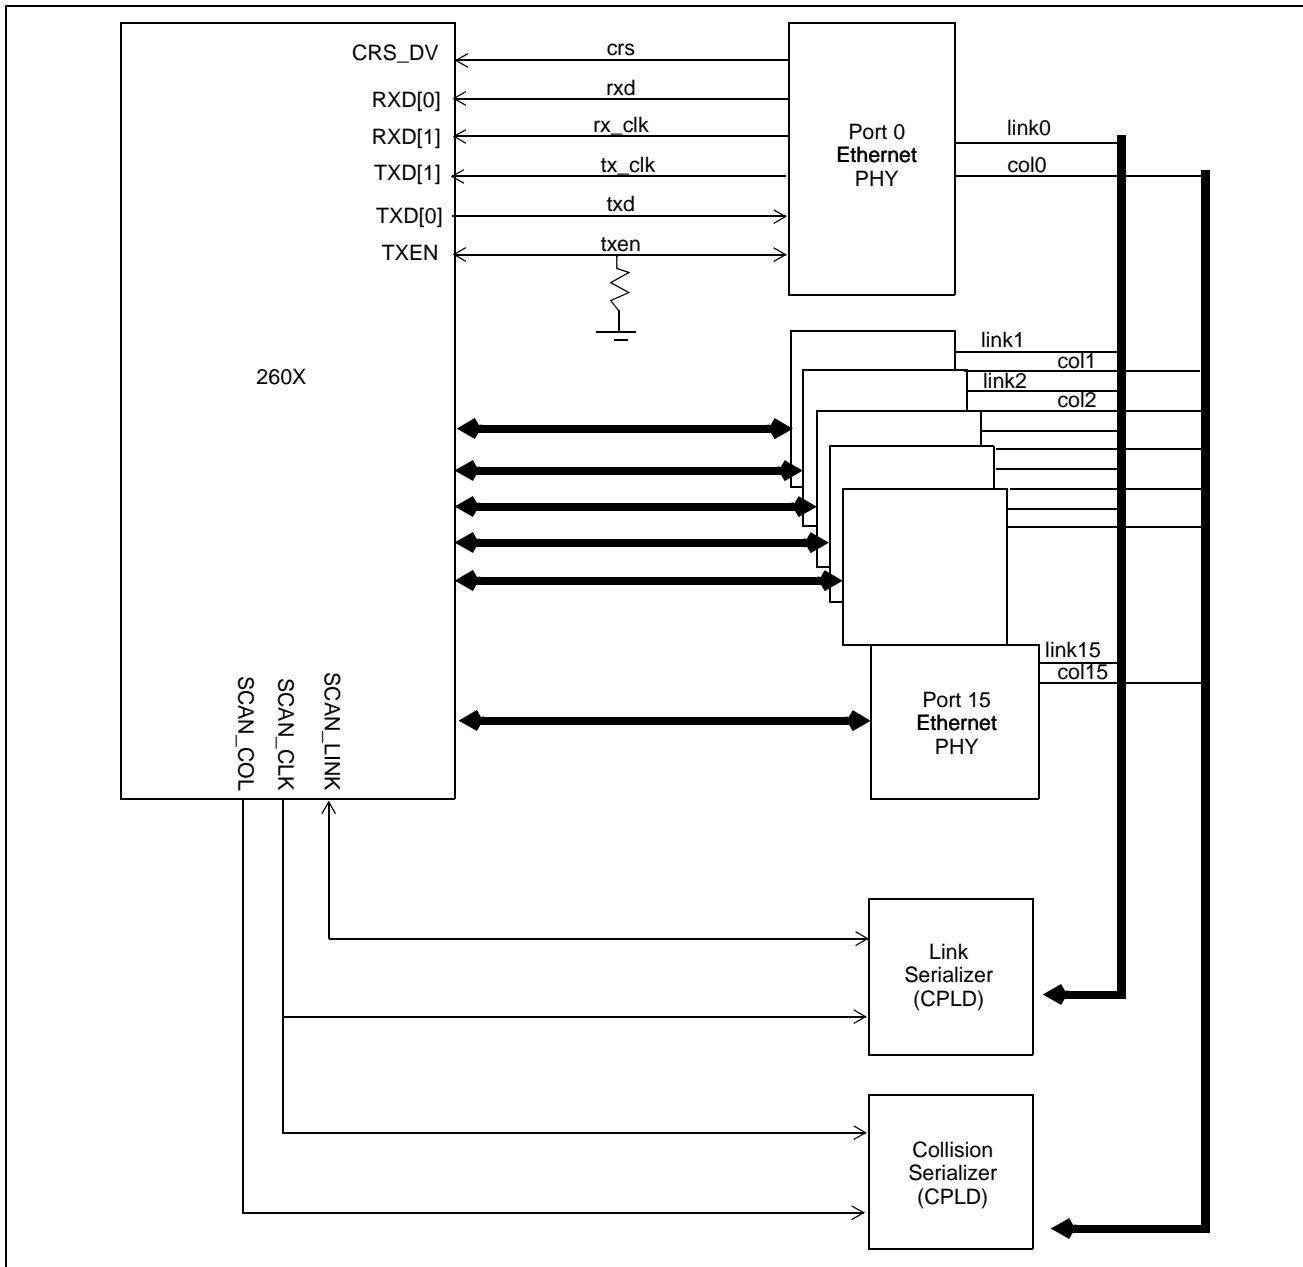 CRS_DV
crs
RXD[0]
rxd
RXD[1]
rx_clk
TXD[1]
tx_clk
TXD[0]
txd
TXEN
txen
Port 0
Ethernet
PHY
link0
col0
260X
link1
col1
link2
col2
link15
col15
Port 15
Ethernet
PHY
SCAN_COL
SCAN_CLK
SCAN_LINK
Link
Serializer
(CPLD)
Collision
Serializer
(CPLD)